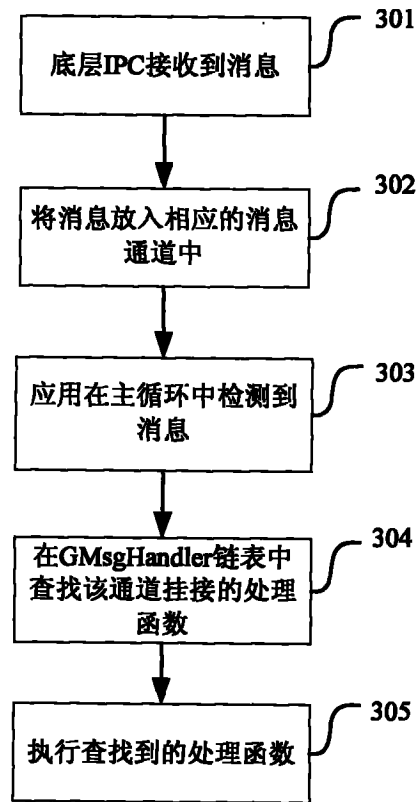 301
底层IPC接收到消息
302
将消息放入相应的消息
通道中
303
应用在主循环中检测到
消息
304
在GMsgHandler链表中
查找该通道挂接的处理
函数
305
执行查找到的处理函数